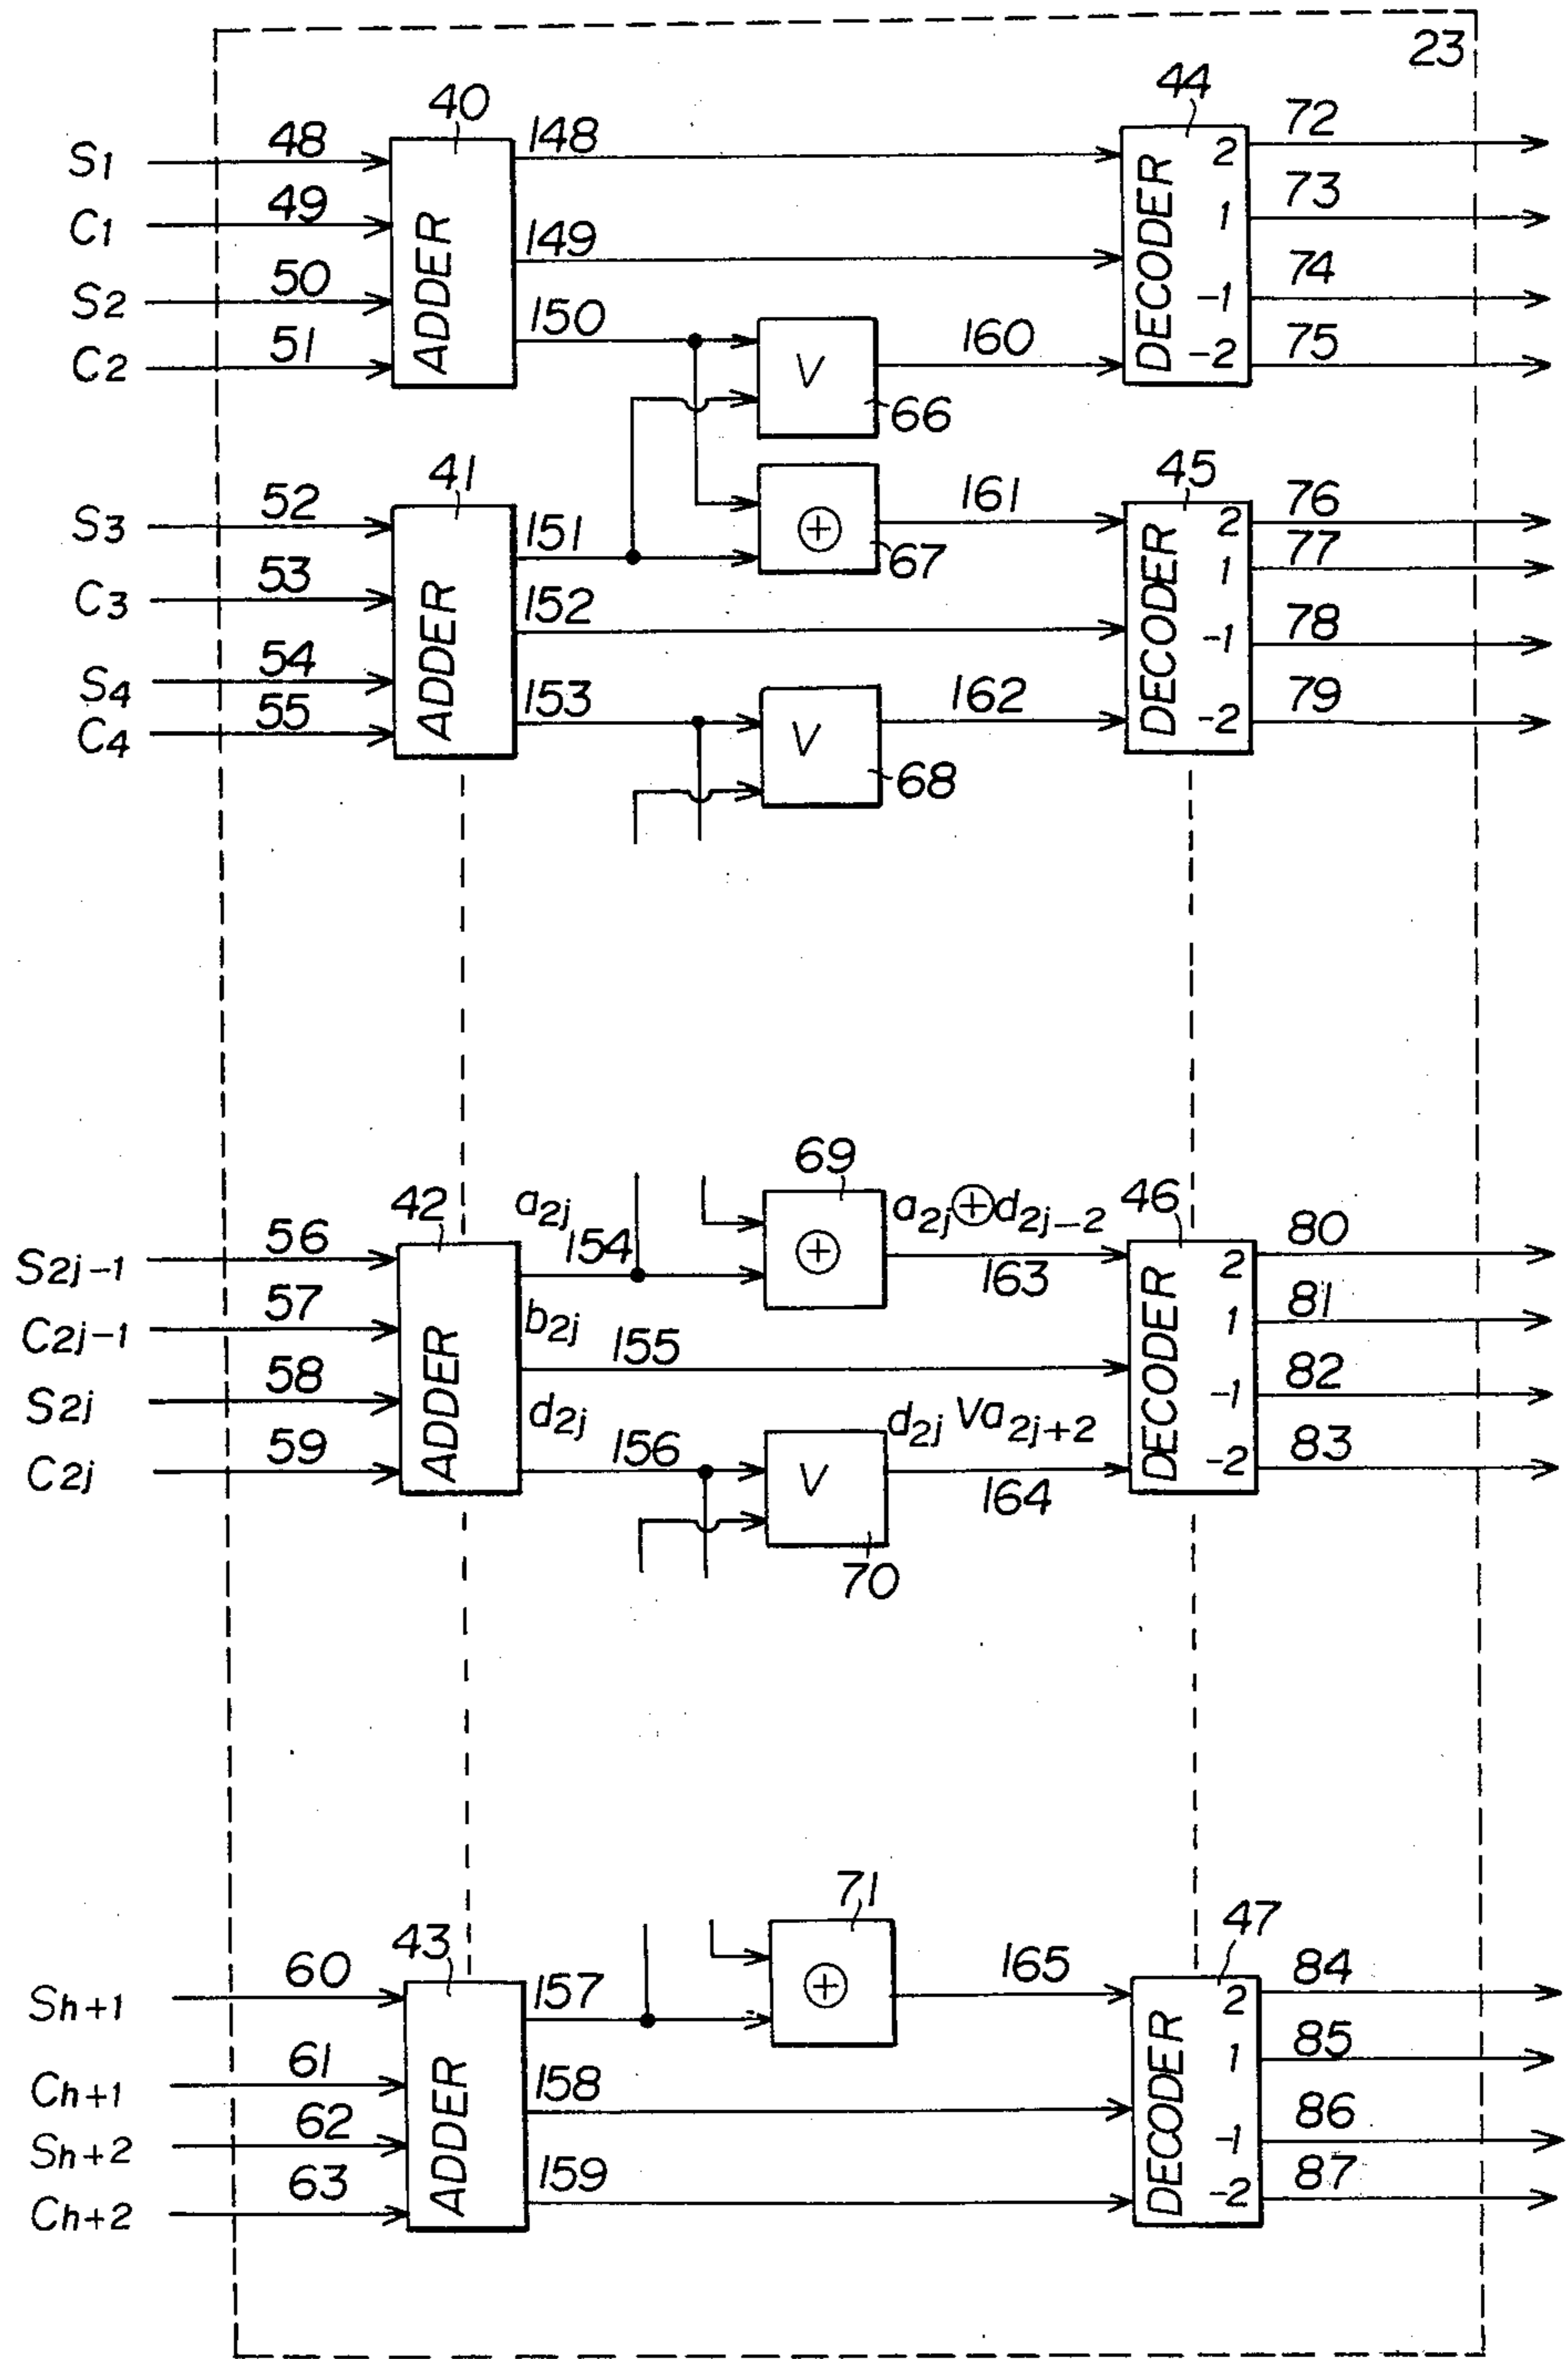 23
40
44
S1 48 148 2 72
C1 49 149 1 73
S2 50 150 -1 74
C2 51 160 -2 75
ADDER
V
DECODER
66
41
45
S3 52 151 161 2 76
C3 53 152 1 77
S4 54 -1 78
C4 55 153 162 -2 79
ADDER
⊕
67
DECODER
V
68
69
42
46
S2j-1 56 a2j 154 a2j⊕d2j-2 163 2 80
C2j-1 57 b2j 155 1 81
S2j 58 d2j 156 d2j Va2j+2 164 -1 82
C2j 59 -2 83
ADDER
⊕
DECODER
V
70
71
43
47
Sh+1 60 157 165 2 84
Ch+1 61 158 1 85
Sh+2 62 -1 86
Ch+2 63 159 -2 87
ADDER
⊕
DECODER